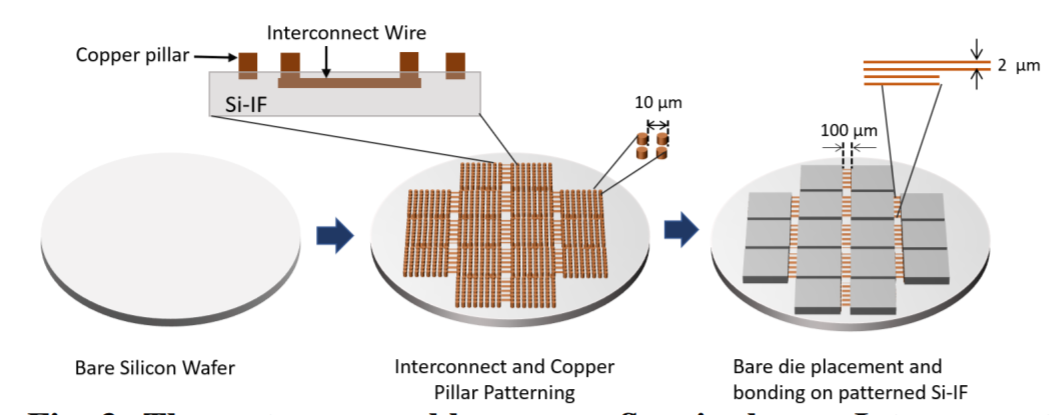 Interconnect Wire
Copper pillar
Si-IF
2 μm
10 μm
100 μm
Bare Silicon Wafer
Interconnect and Copper
Pillar Patterning
Bare die placement and
bonding on patterned Si-IF